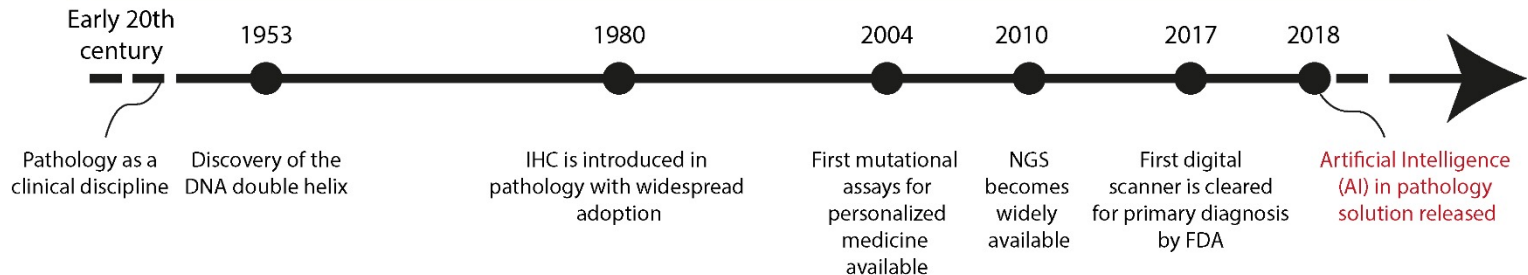 Early 20th
century
1953
1980
2004
2010
2017
2018
Pathology as a
clinical discipline
Discovery of the
DNA double helix
IHC is introduced in
pathology with widespread
adoption
First mutational
assays for
personalized
medicine
available
NGS
becomes
widely
available
First digital
scanner is cleared
for primary diagnosis
by FDA
Artificial Intelligence
(AI) in pathology
solution released